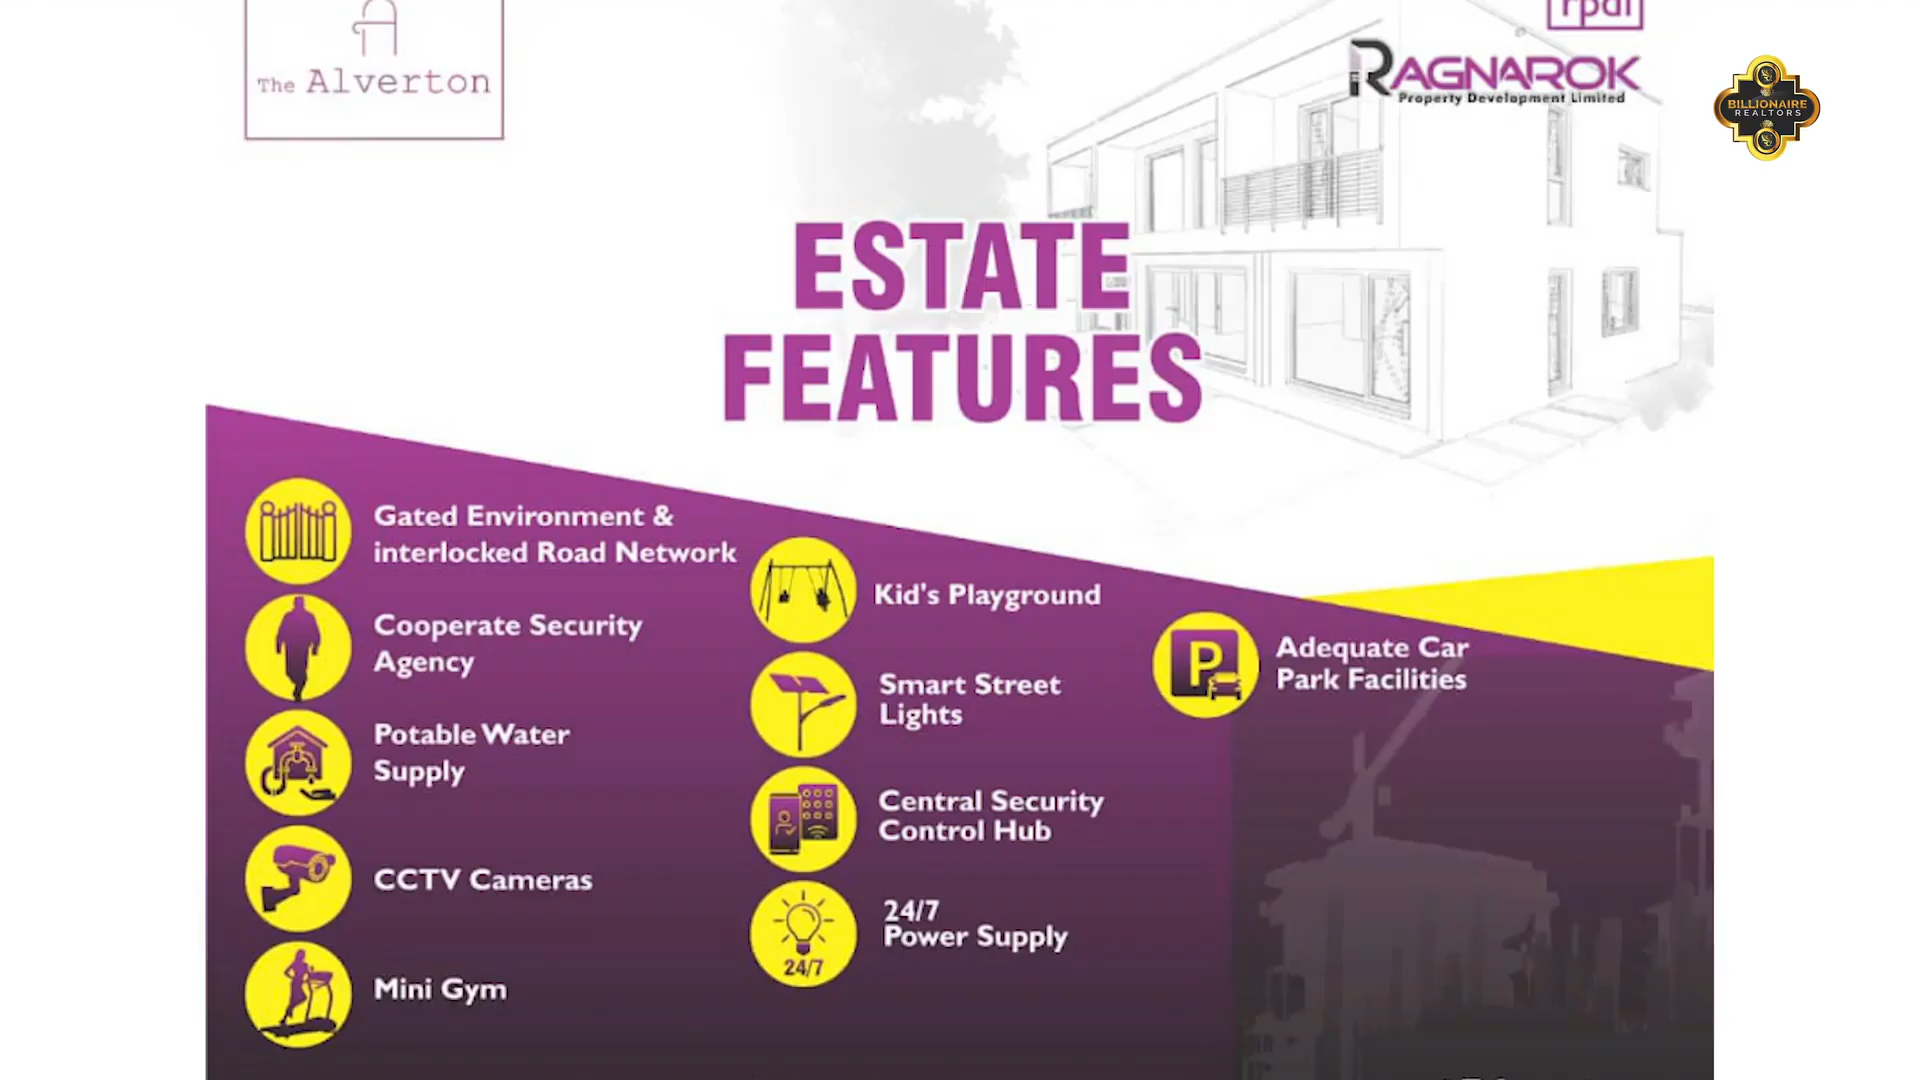 The Alverton
rpdl
RAGNAROK
Property Development Limited
BILLIONAIRE
REALTORS
ESTATE
FEATURES
Gated Environment &
interlocked Road Network
Cooperate Security
Agency
Potable Water
Supply
CCTV Cameras
Mini Gym
Kid's Playground
Smart Street
Lights
Central Security
Control Hub
24/7
Power Supply
24/7
P
Adequate Car
Park Facilities